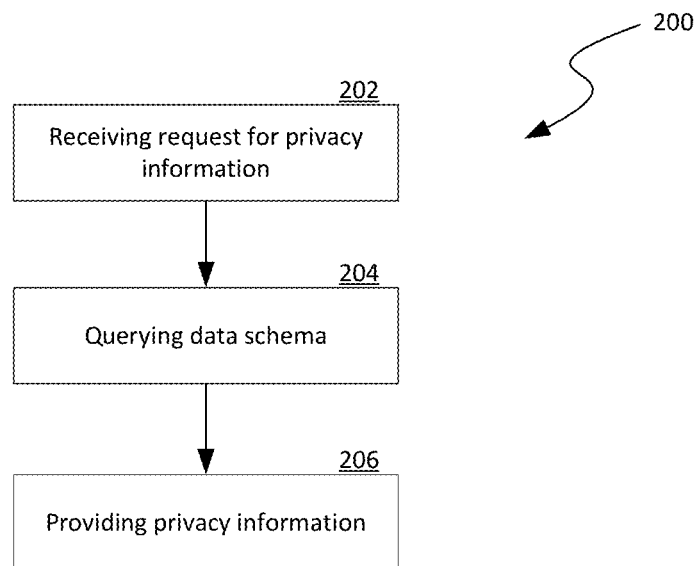 200
202
Receiving request for privacy
information
204
Querying data schema
206
Providing privacy information